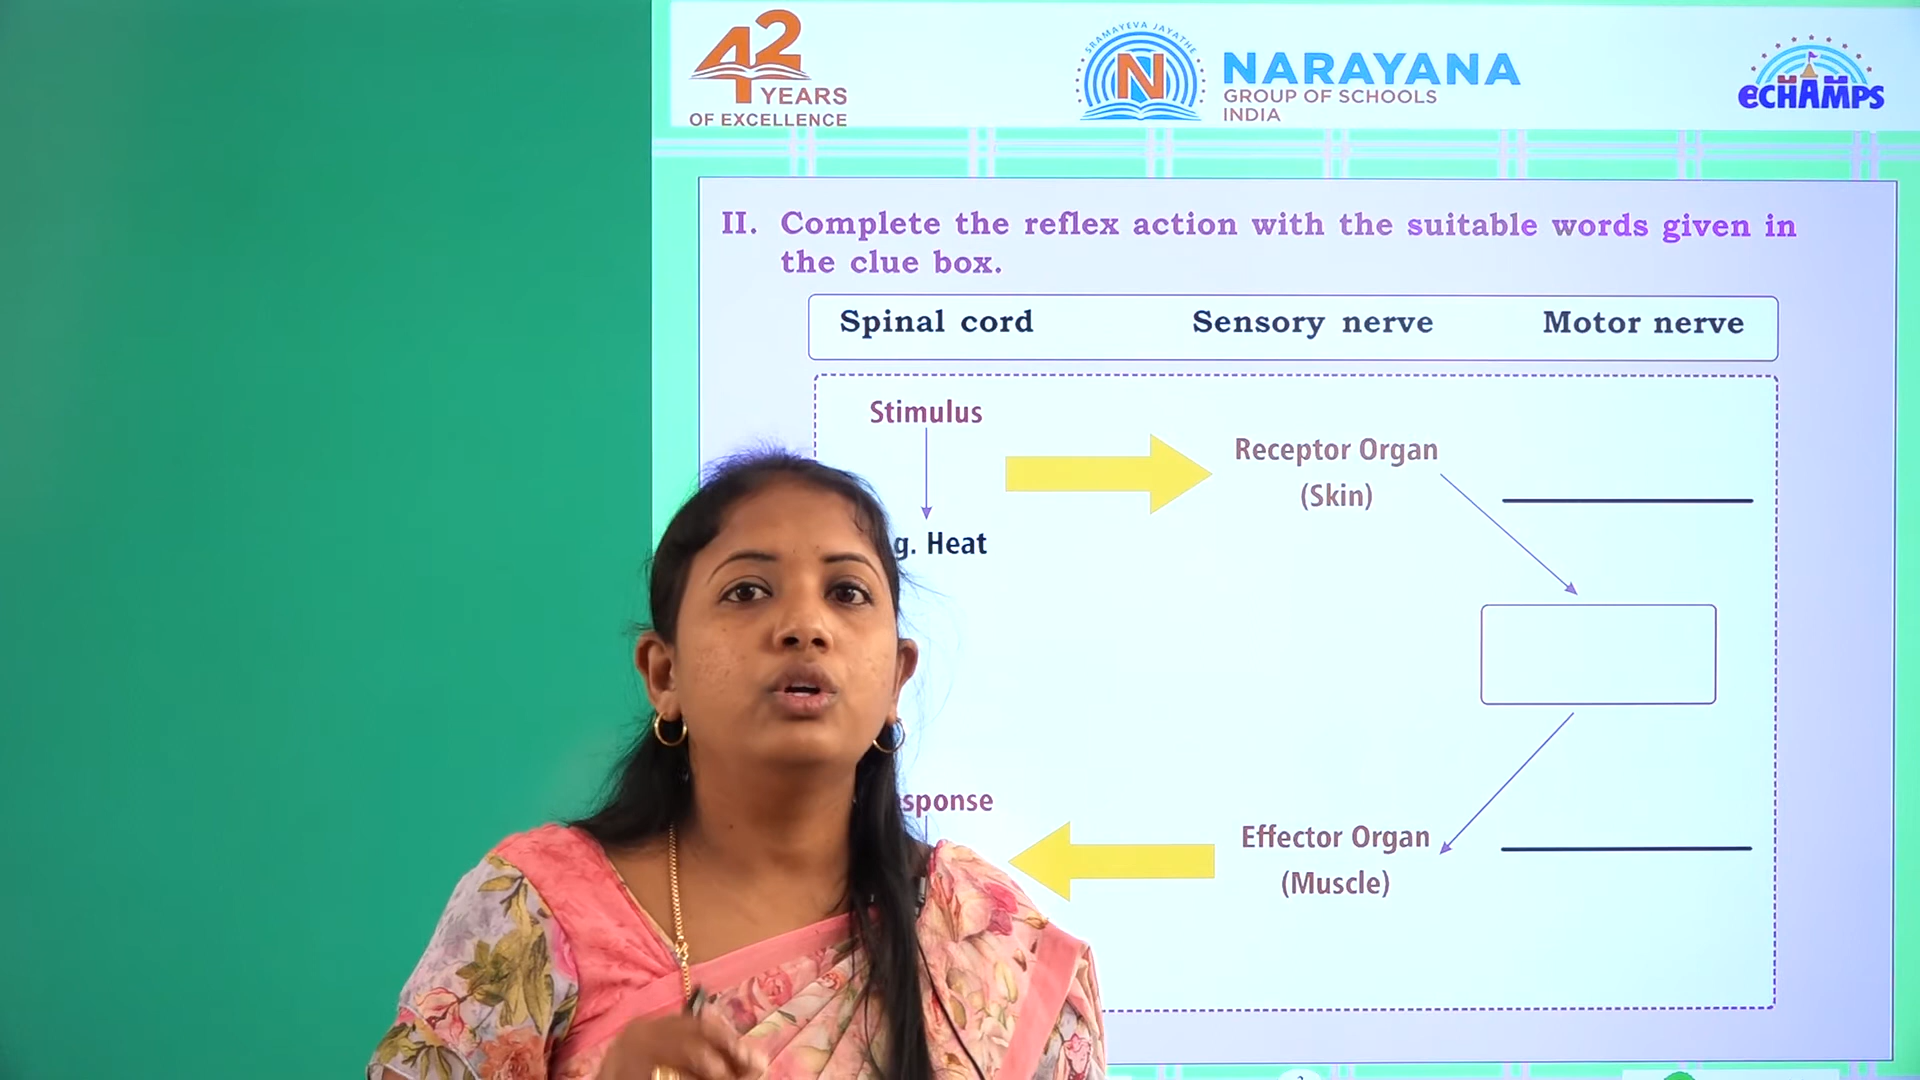 42
YEARS
OF EXCELLENCE
SRAMAYEVA JAYATHE
N
NARAYANA
GROUP OF SCHOOLS
INDIA
eCHAMPS
II. Complete the reflex action with the suitable words given in
the clue box.
Spinal cord Sensory nerve Motor nerve
Stimulus
Receptor Organ
(Skin)
g. Heat
sponse
Effector Organ
(Muscle)